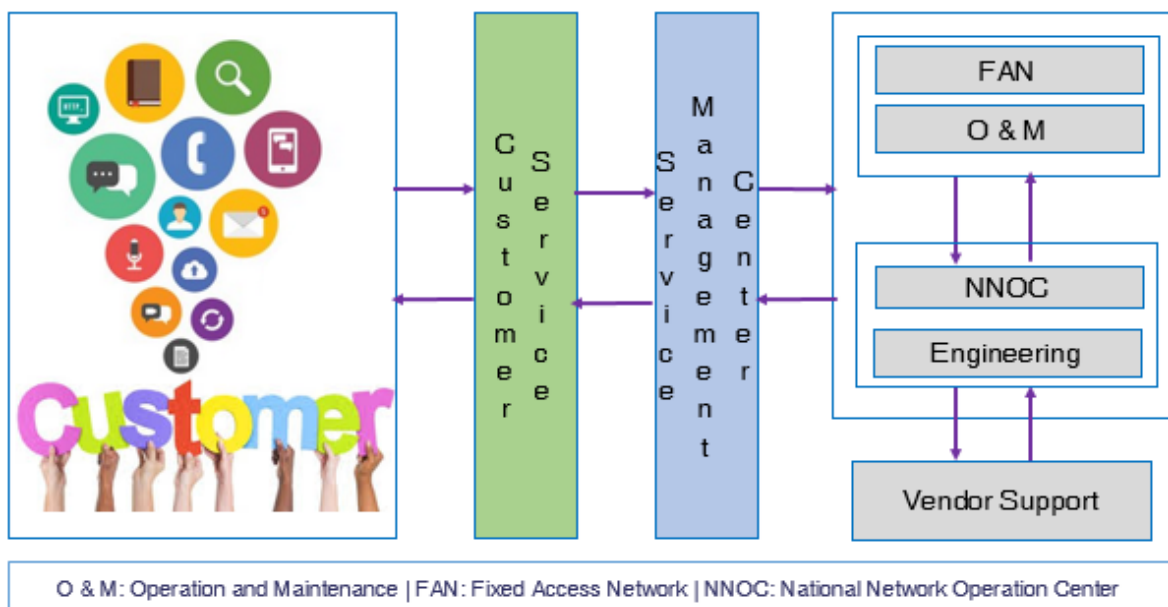 HTTP_
Customer
Customer
Service
Service
Management
Center
FAN
O & M
NNOC
Engineering
Vendor Support
O & M: Operation and Maintenance | FAN: Fixed Access Network | NNOC: National Network Operation Center